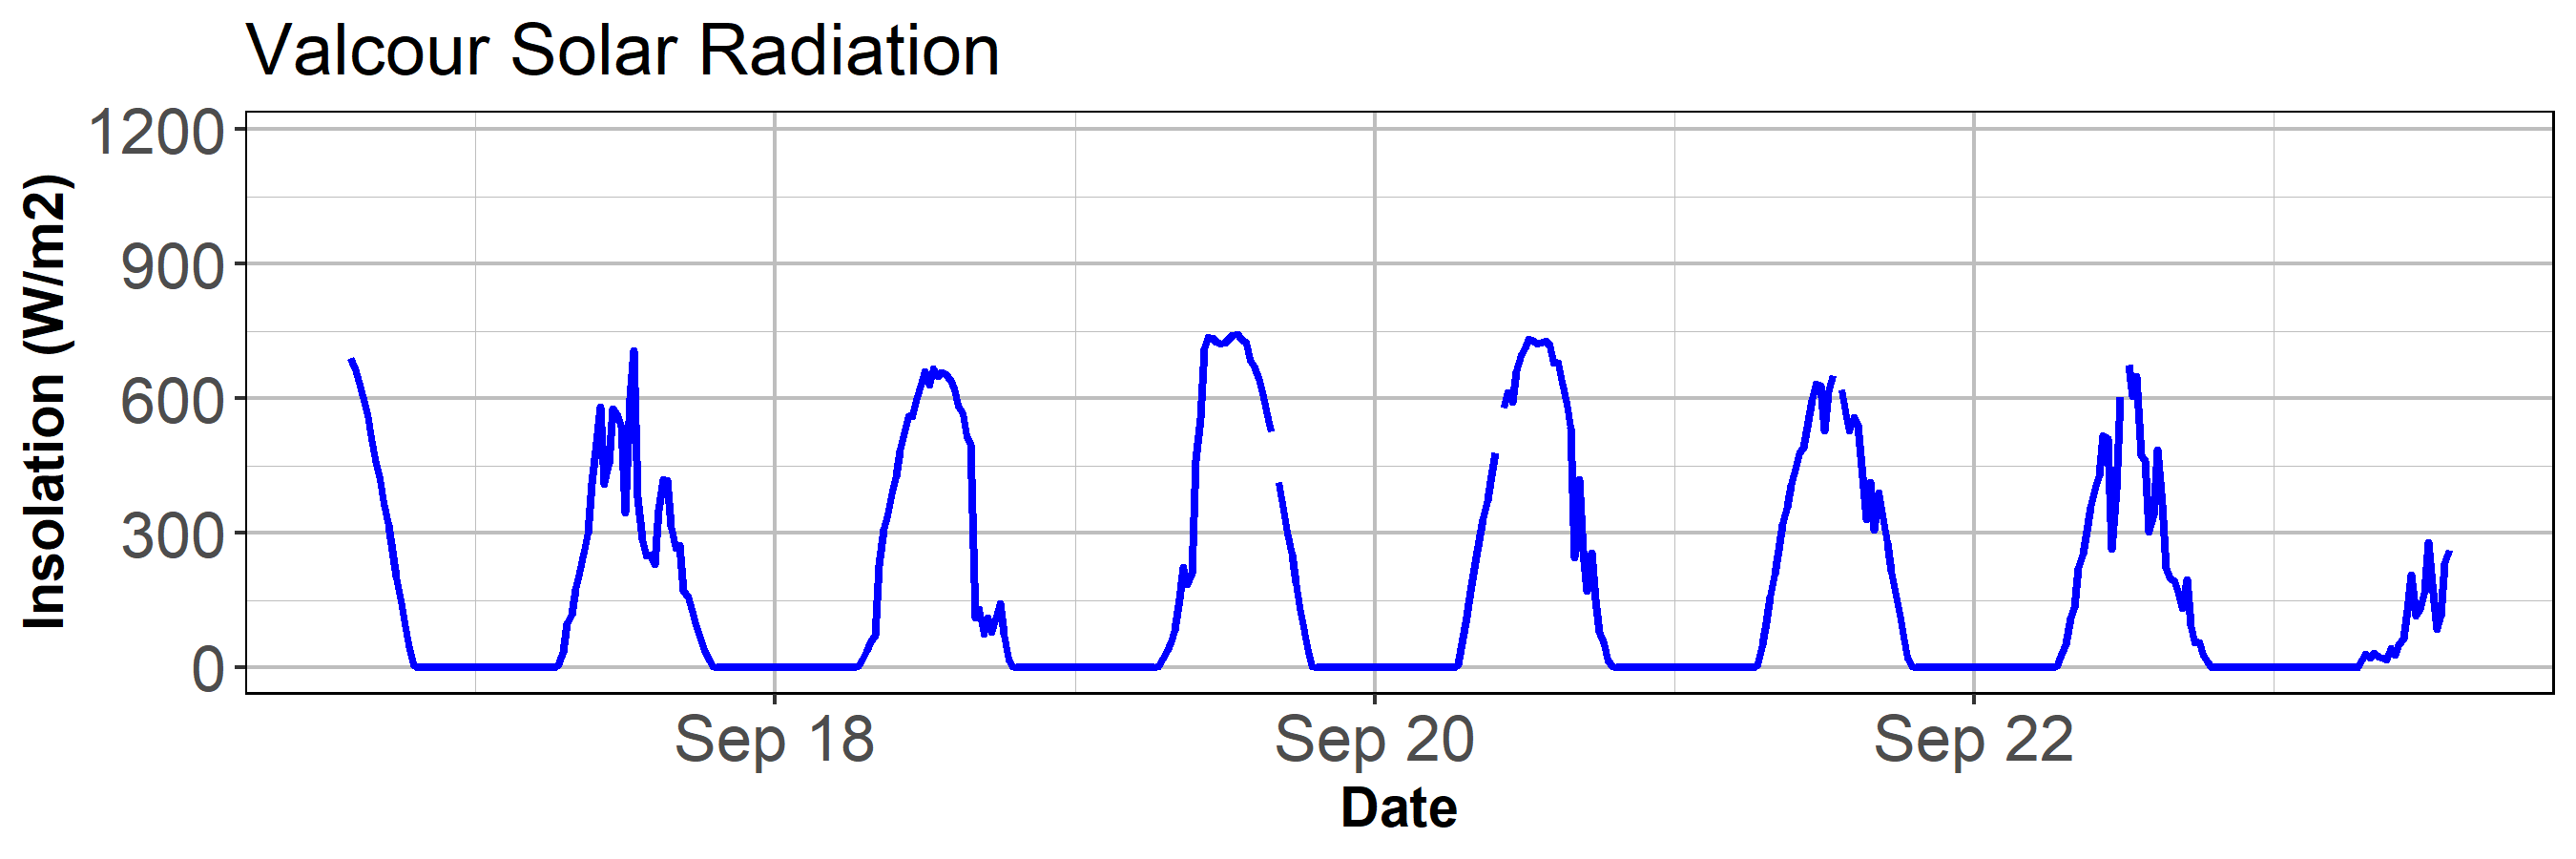 Valcour Solar Radiation
Insolation (W/m2)
1200
900
600
300
0
Sep 18 Sep 20 Sep 22
Date